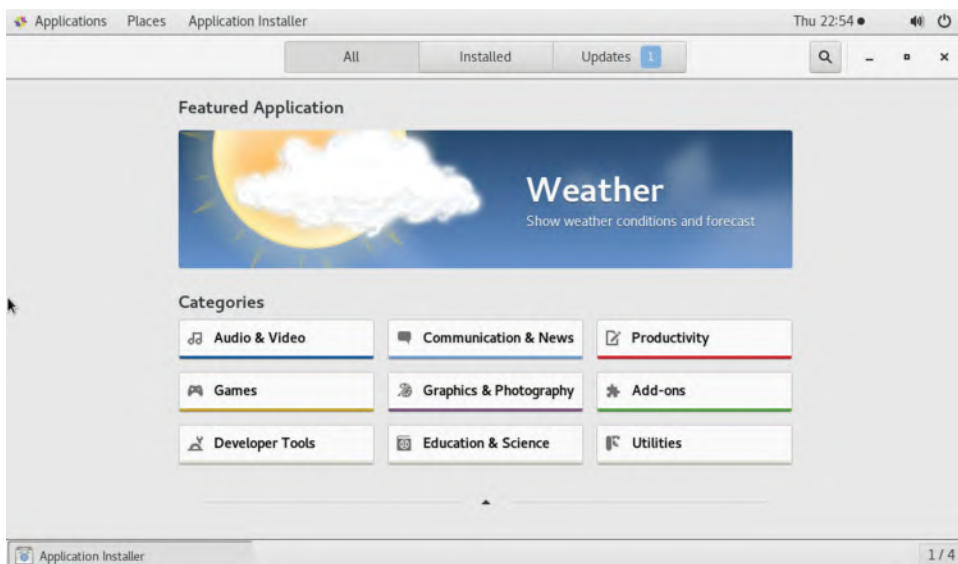 Applications Places Application Installer Thu 22:54
All Installed Updates 1
Featured Application
Weather
Show weather conditions and forecast
Categories
Audio & Video Communication & News Productivity
Games Graphics & Photography Add-ons
Developer Tools Education & Science Utilities
Application Installer 1 / 4